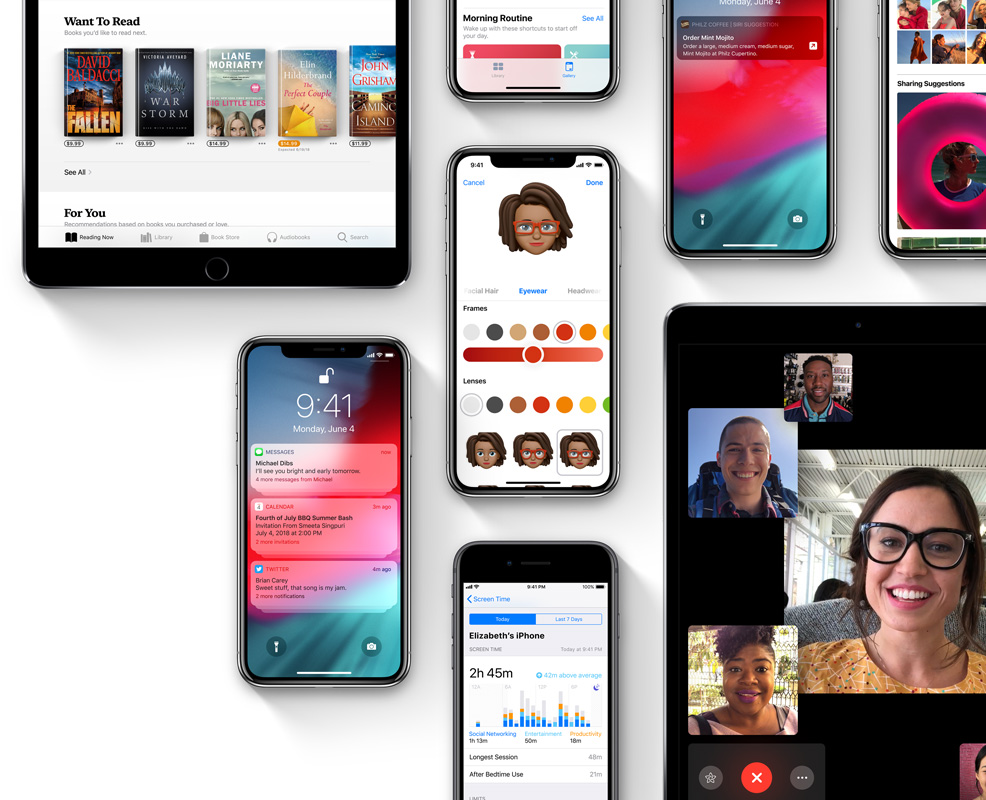 Want To Read
Books you'd like to read next.
DAVID
BALDACCI
THE
FALLEN
VICTORIA AVEYARD
WAR
STORM
LIANE
MORIARTY
BIG LITTLE LIES
Elin
Hilderbrand
The
Perfect Couple
JOHN
GRISHAM
CAMINO
ISLAND
$9.99
$9.99
$14.99
$14.99
$11.99
See All
For You
Recommendations based on books you purchased or love.
Reading Now
Library
Book Store
Audiobooks
Search
Morning Routine
See All
Wake up with these shortcuts to start off
your day.
Library
Gallery
Monday, June 4
PHILZ COFFEE | SIRI SUGGESTION
Order Mint Mojito
Order a large, medium cream, medium sugar,
Mint Mojito at Philz Cupertino.
Sharing Suggestions
9:41
Cancel
Done
Facial Hair
Eyewear
Headwear
Frames
Lenses
9:41
Monday, June 4
MESSAGES
now
Michael Dibs
I'll see you bright and early tomorrow.
4 more messages from Michael
CALENDAR
3m ago
Fourth of July BBQ Summer Bash
Invitation From Smeeta Singpuri
July 4, 2018 at 2:00 PM
2 more invitations
TWITTER
4m ago
Brian Carey
Sweet stuff, that song is my jam.
2 more notifications
9:41 PM
100%
Screen Time
Today
Last 7 Days
Elizabeth's iPhone
SCREEN TIME
Today at 9:41 PM
2h 45m
42m above average
12A
6A
12P
6P
Social Networking
Entertainment
Productivity
1h 13m
50m
18m
Longest Session
48m
After Bedtime Use
21m
LIMITS